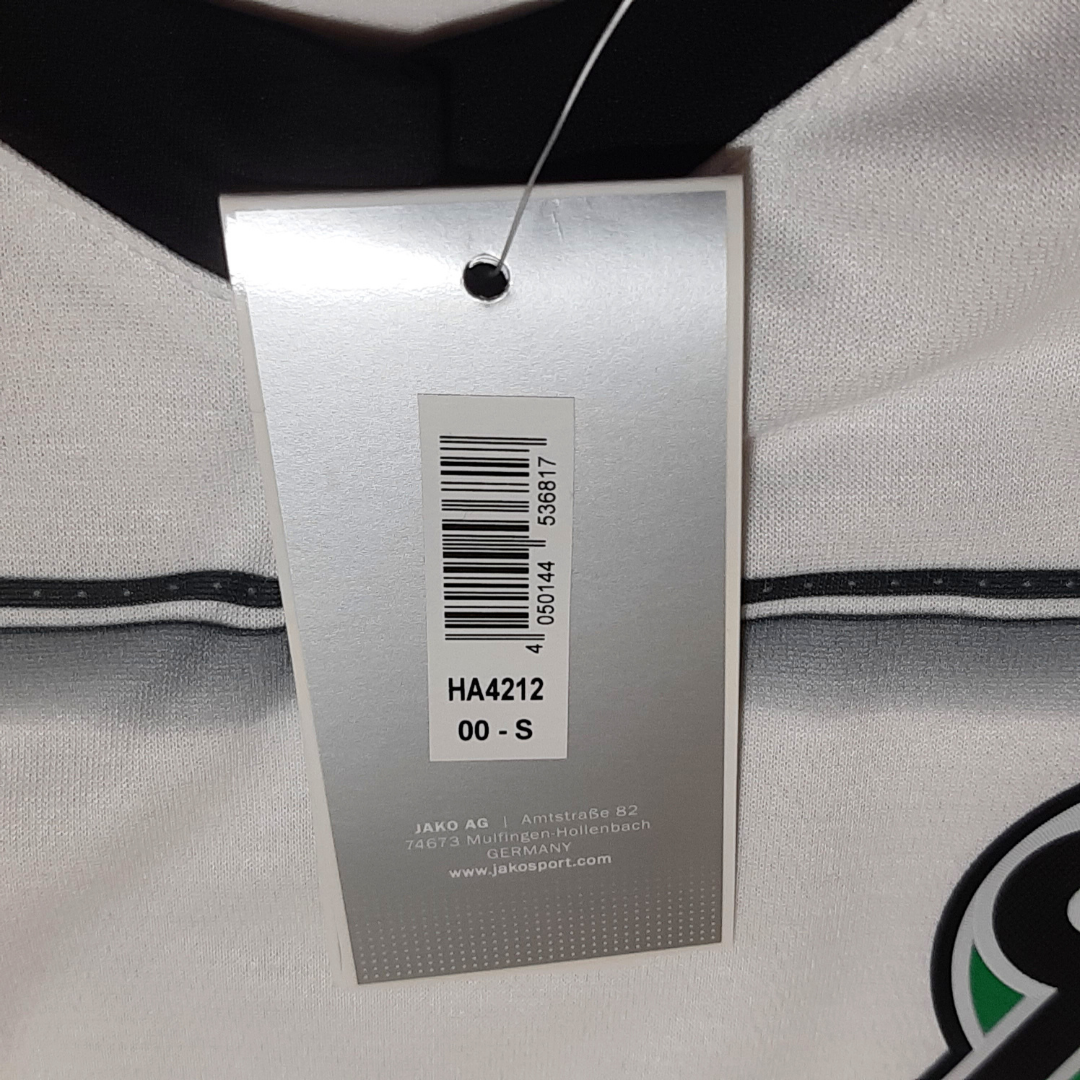 4 050144 536817
HA4212
00 - S
JAKO AG | Amtstraße 82
74673 Mulfingen-Hollenbach
GERMANY
www.jakosport.com